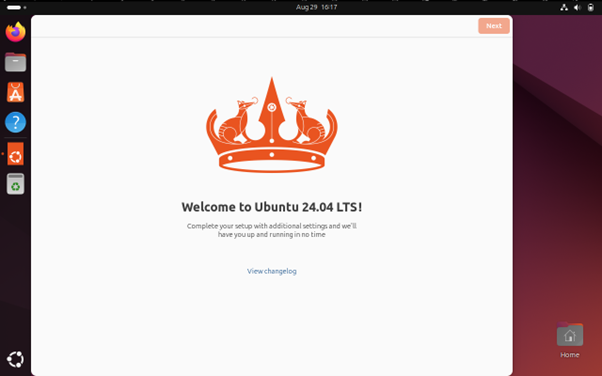 Aug 29 16:17
Next
Welcome to Ubuntu 24.04 LTS!
Complete your setup with additional settings and we'll
have you up and running in no time
View changelog
Home